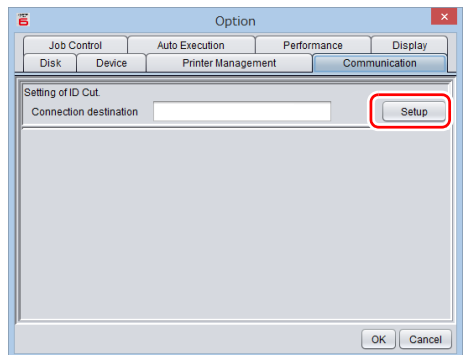 6
Option
Job Control Auto Execution Performance Display
Disk Device Printer Management Communication
Setting of ID Cut.
Connection destination Setup
OK Cancel